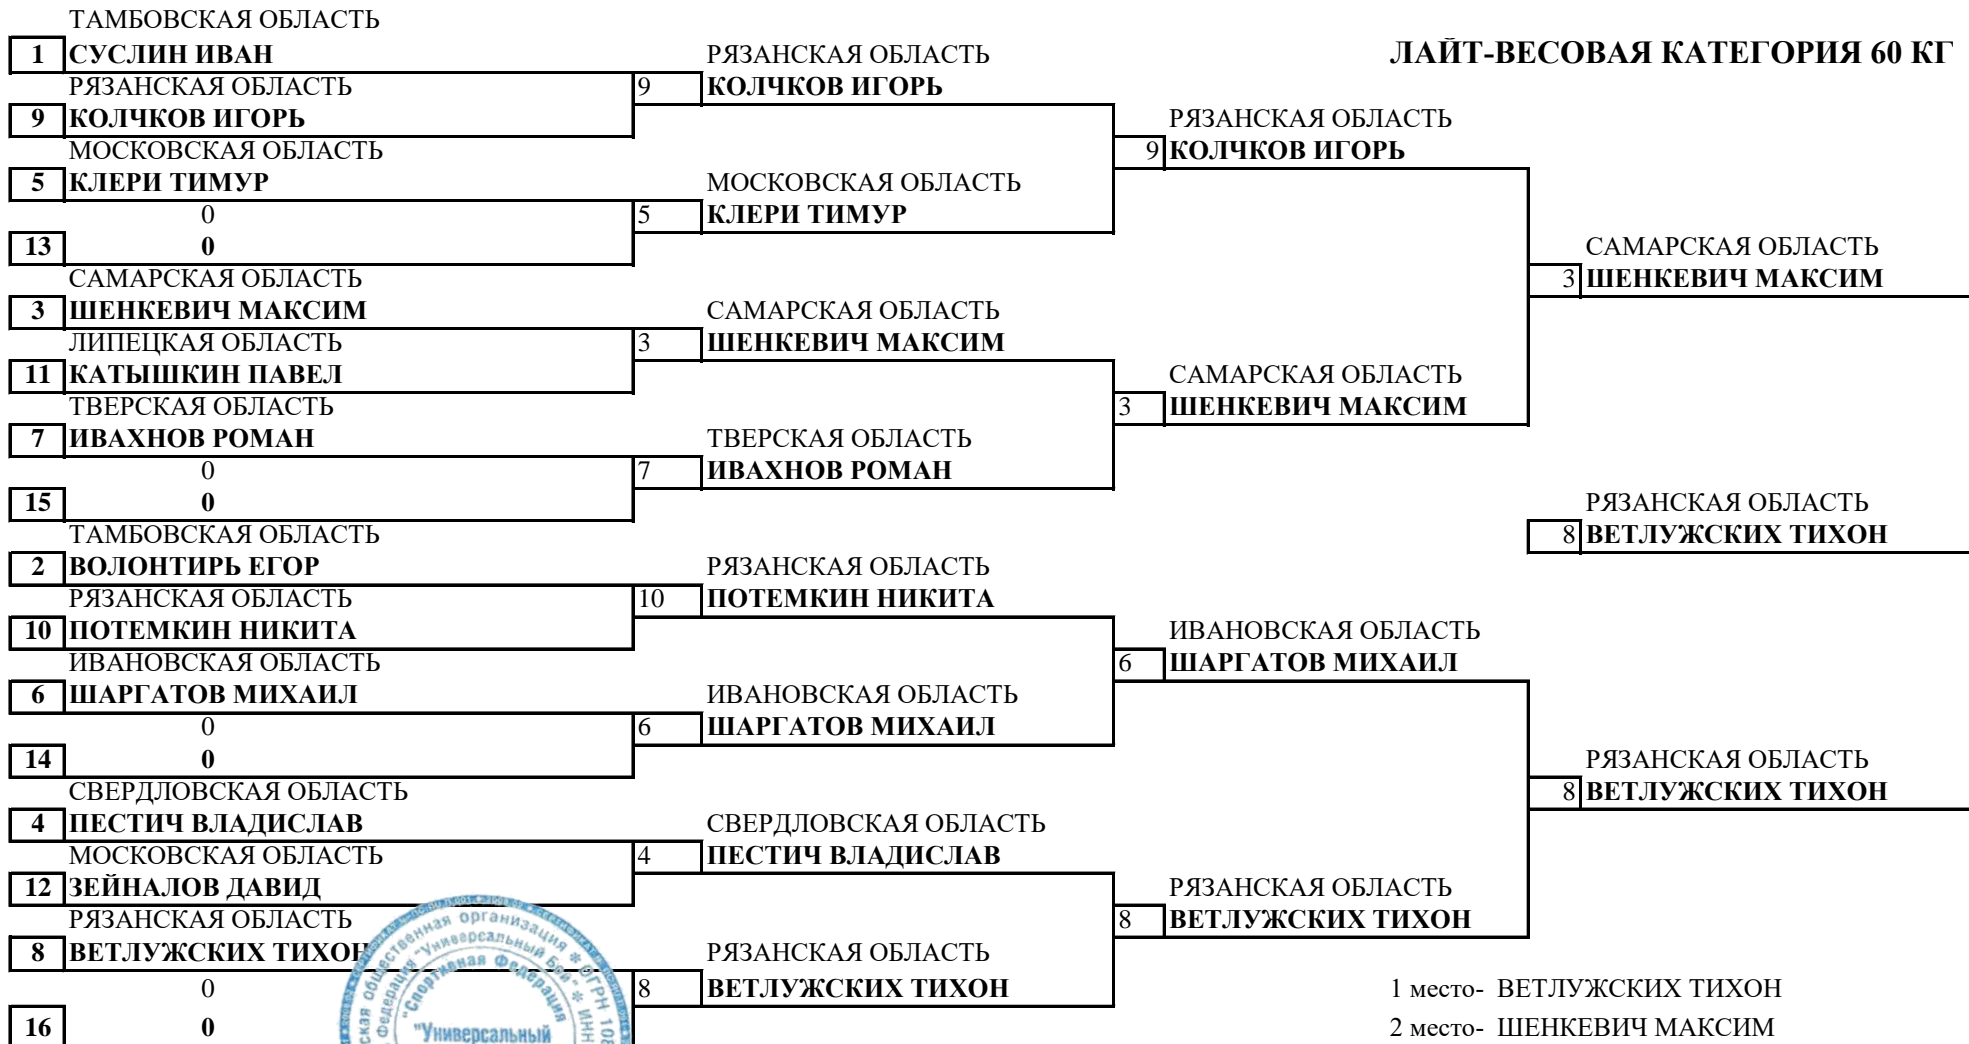 ТАМБОВСКАЯ ОБЛАСТЬ
1 СУСЛИН ИВАН
РЯЗАНСКАЯ ОБЛАСТЬ
9 КОЛЧКОВ ИГОРЬ
МОСКОВСКАЯ ОБЛАСТЬ
5 КЛЕРИ ТИМУР
0
13 0
САМАРСКАЯ ОБЛАСТЬ
3 ШЕНКЕВИЧ МАКСИМ
ЛИПЕЦКАЯ ОБЛАСТЬ
11 КАТЫШКИН ПАВЕЛ
ТВЕРСКАЯ ОБЛАСТЬ
7 ИВАХНОВ РОМАН
0
15 0
ТАМБОВСКАЯ ОБЛАСТЬ
2 ВОЛОНТИРЬ ЕГОР
РЯЗАНСКАЯ ОБЛАСТЬ
10 ПОТЕМКИН НИКИТА
ИВАНОВСКАЯ ОБЛАСТЬ
6 ШАРГАТОВ МИХАИЛ
0
14 0
СВЕРДЛОВСКАЯ ОБЛАСТЬ
4 ПЕСТИЧ ВЛАДИСЛАВ
МОСКОВСКАЯ ОБЛАСТЬ
12 ЗЕЙНАЛОВ ДАВИД
РЯЗАНСКАЯ ОБЛАСТЬ
8 ВЕТЛУЖСКИХ ТИХОН
0
16 0
РЯЗАНСКАЯ ОБЛАСТЬ
9 КОЛЧКОВ ИГОРЬ
МОСКОВСКАЯ ОБЛАСТЬ
5 КЛЕРИ ТИМУР
САМАРСКАЯ ОБЛАСТЬ
3 ШЕНКЕВИЧ МАКСИМ
ТВЕРСКАЯ ОБЛАСТЬ
7 ИВАХНОВ РОМАН
РЯЗАНСКАЯ ОБЛАСТЬ
10 ПОТЕМКИН НИКИТА
ИВАНОВСКАЯ ОБЛАСТЬ
6 ШАРГАТОВ МИХАИЛ
СВЕРДЛОВСКАЯ ОБЛАСТЬ
4 ПЕСТИЧ ВЛАДИСЛАВ
РЯЗАНСКАЯ ОБЛАСТЬ
8 ВЕТЛУЖСКИХ ТИХОН
РЯЗАНСКАЯ ОБЛАСТЬ
9 КОЛЧКОВ ИГОРЬ
САМАРСКАЯ ОБЛАСТЬ
3 ШЕНКЕВИЧ МАКСИМ
ИВАНОВСКАЯ ОБЛАСТЬ
6 ШАРГАТОВ МИХАИЛ
РЯЗАНСКАЯ ОБЛАСТЬ
8 ВЕТЛУЖСКИХ ТИХОН
ЛАЙТ-ВЕСОВАЯ КАТЕГОРИЯ 60 КГ
САМАРСКАЯ ОБЛАСТЬ
3 ШЕНКЕВИЧ МАКСИМ
РЯЗАНСКАЯ ОБЛАСТЬ
8 ВЕТЛУЖСКИХ ТИХОН
РЯЗАНСКАЯ ОБЛАСТЬ
8 ВЕТЛУЖСКИХ ТИХОН
1 место- ВЕТЛУЖСКИХ ТИХОН
2 место- ШЕНКЕВИЧ МАКСИМ
организация * ОГРН
"Универсальный Бой" * ИНН
"Спортивная Федерация
"Универсальный